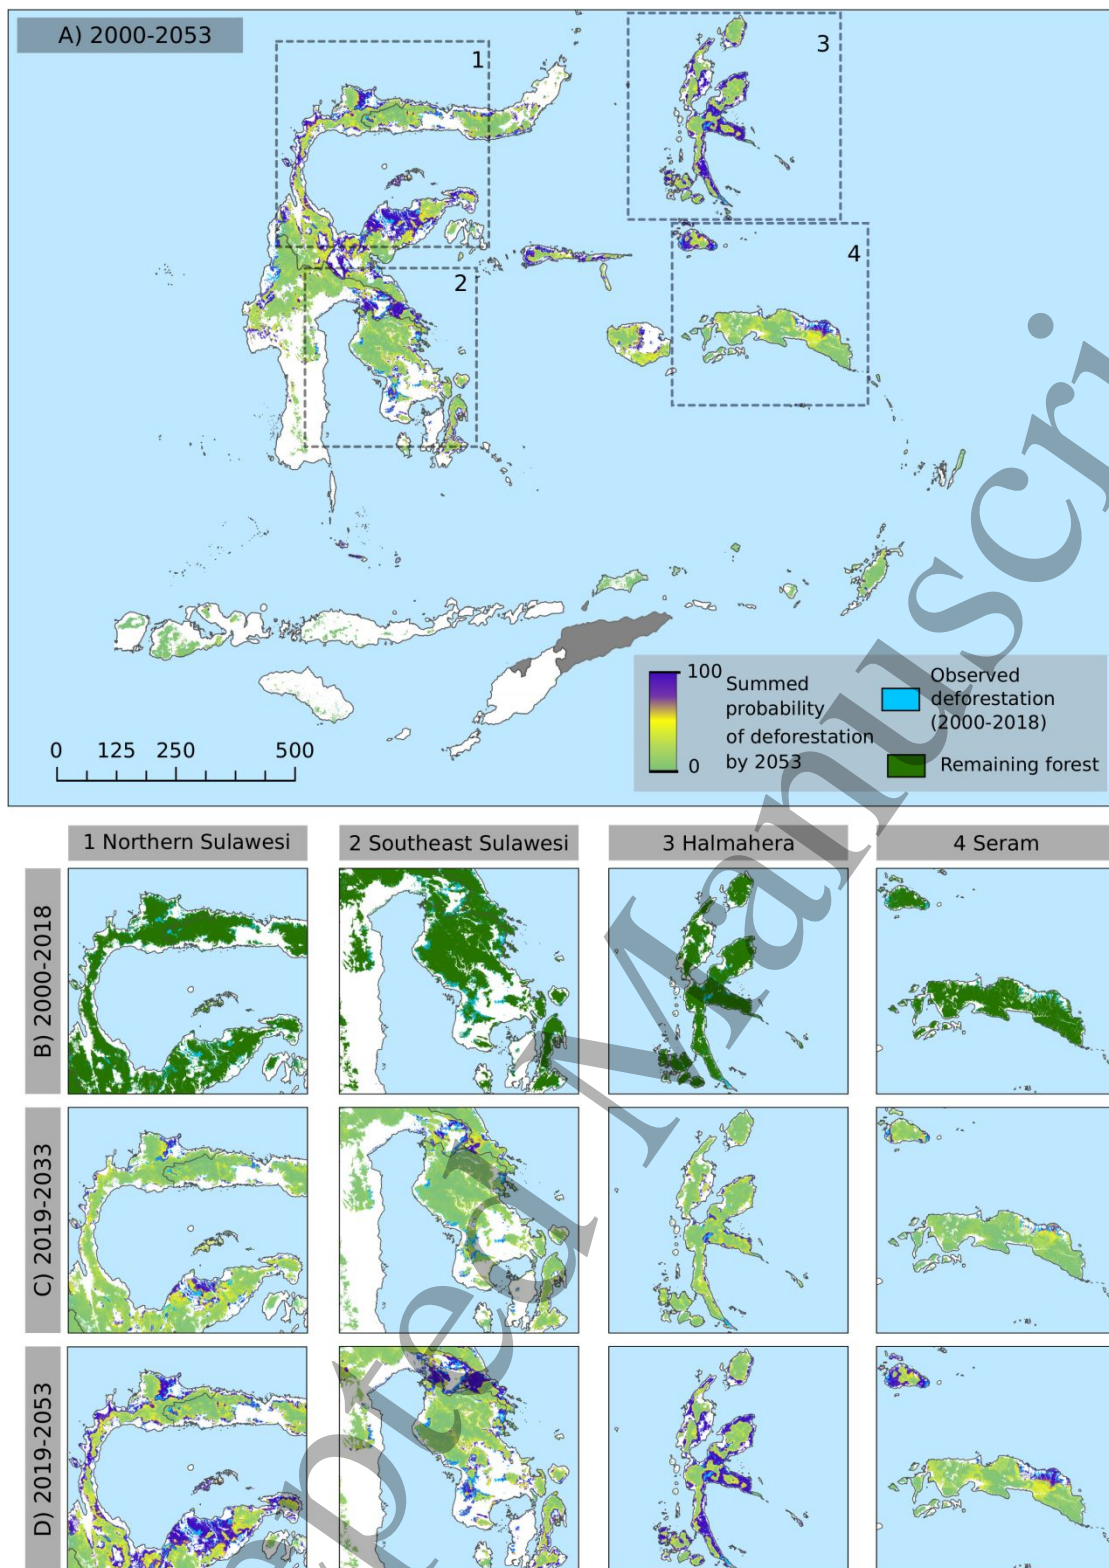 A) 2000-2053
1
3
4
2
100
Summed
probability
of deforestation
by 2053
0
Observed
deforestation
(2000-2018)
Remaining forest
0 125 250 500
1 Northern Sulawesi
2 Southeast Sulawesi
3 Halmahera
4 Seram
B) 2000-2018
C) 2019-2033
D) 2019-2053
pted Manuscri